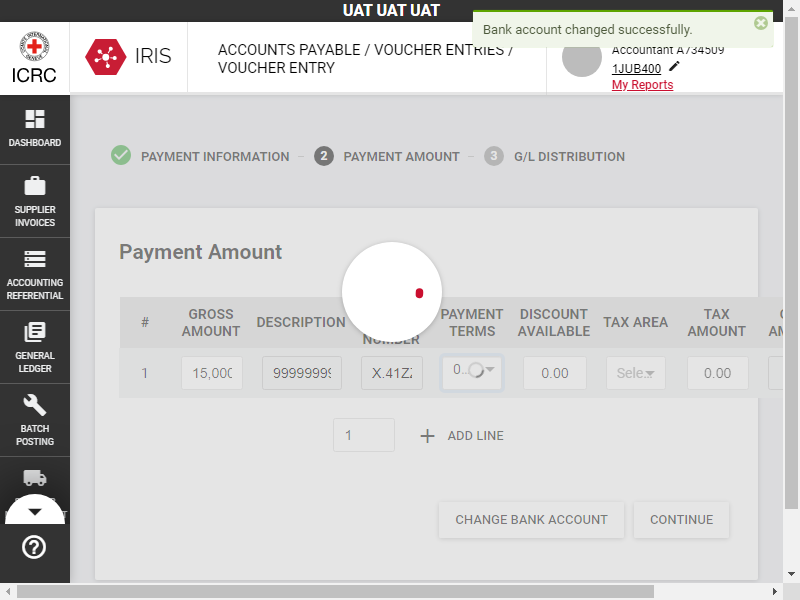 UAT UAT UAT
Bank account changed successfully.
ICRC
IRIS
ACCOUNTS PAYABLE / VOUCHER ENTRIES /
VOUCHER ENTRY
Accountant A734509
1JUB400
My Reports
DASHBOARD
SUPPLIER
INVOICES
ACCOUNTING
REFERENTIAL
GENERAL
LEDGER
BATCH
POSTING
PAYMENT INFORMATION
2 PAYMENT AMOUNT
3 G/L DISTRIBUTION
Payment Amount
# GROSS AMOUNT DESCRIPTION NUMBER PAYMENT TERMS DISCOUNT AVAILABLE TAX AREA TAX AMOUNT
1 15,000 99999999 X.41Z 0... 0.00 Sele... 0.00
1 ADD LINE
CHANGE BANK ACCOUNT CONTINUE